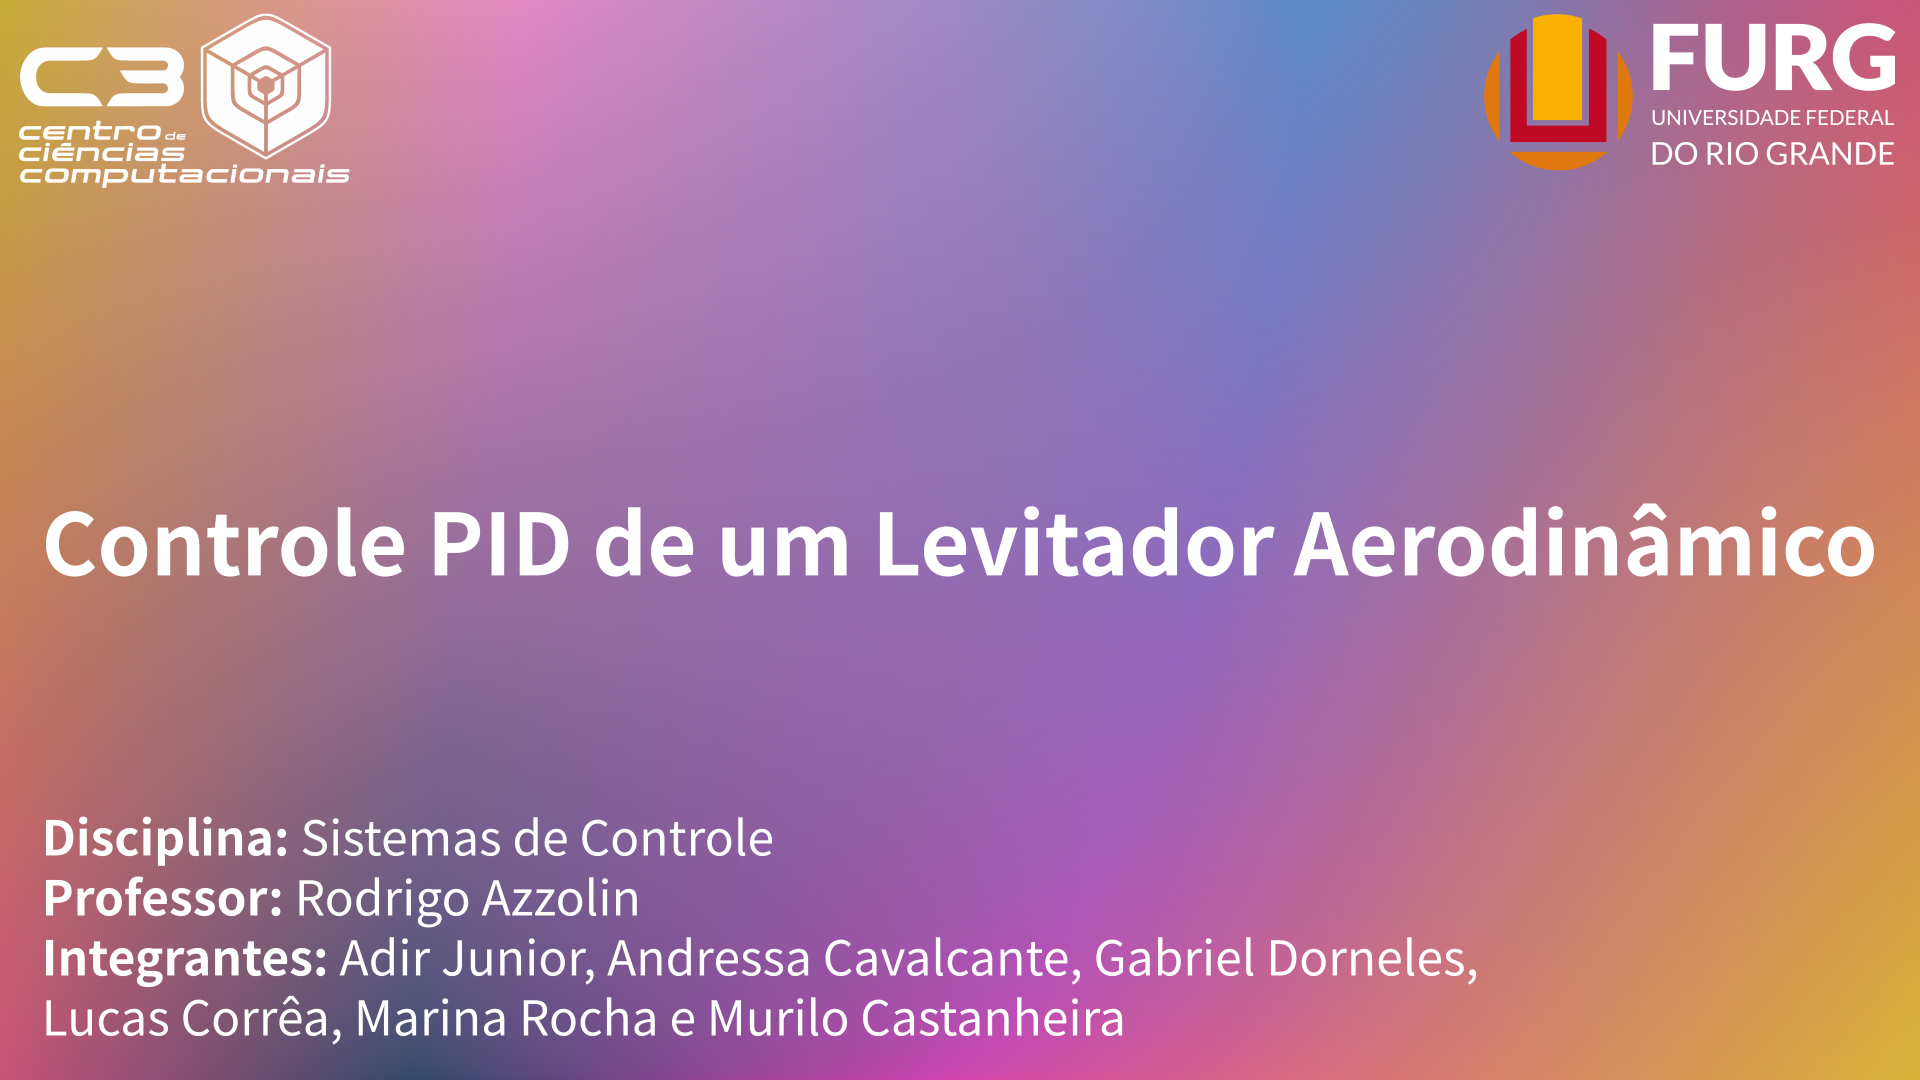 C3
centro de
ciências
computacionais
FURG
UNIVERSIDADE FEDERAL
DO RIO GRANDE
Controle PID de um Levitador Aerodinâmico
Disciplina: Sistemas de Controle
Professor: Rodrigo Azzolin
Integrantes: Adir Junior, Andressa Cavalcante, Gabriel Dorneles,
Lucas Corrêa, Marina Rocha e Murilo Castanheira